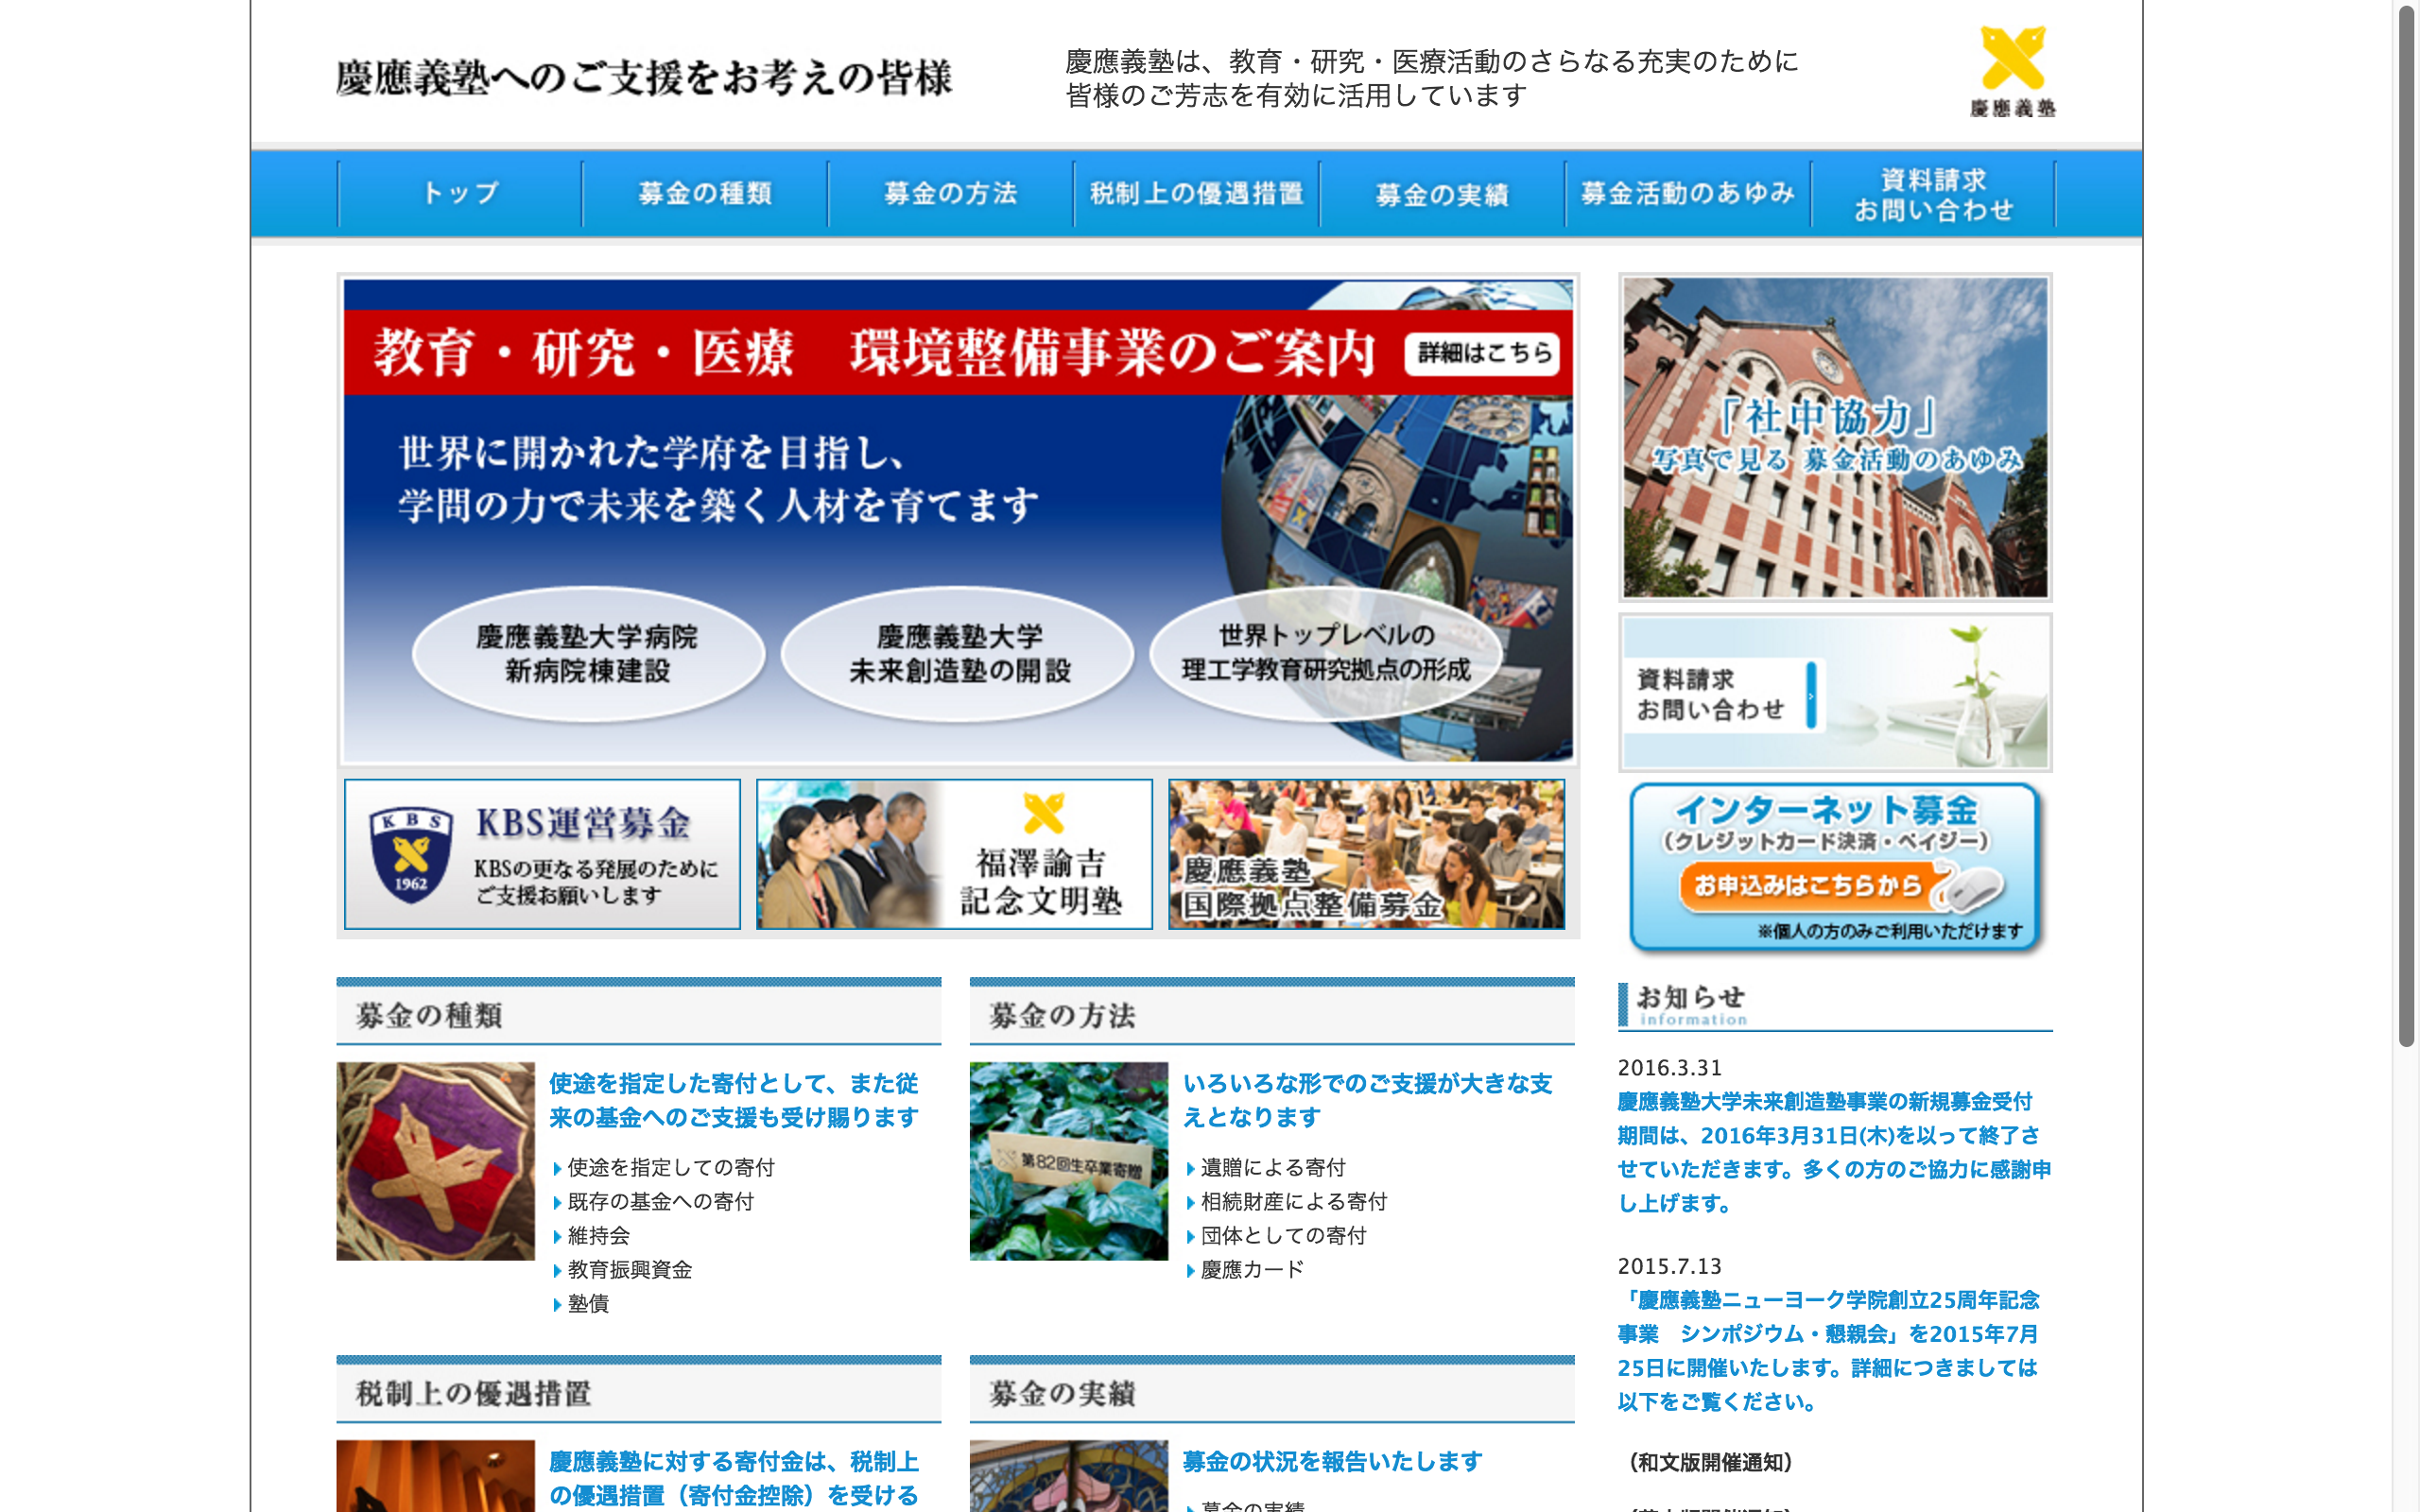 慶應義塾へのご支援をお考えの皆様
慶應義塾は、教育・研究・医療活動のさらなる充実のために
皆様のご芳志を有効に活用しています
慶應義塾
トップ
募金の種類
募金の方法
税制上の優遇措置
募金の実績
募金活動のあゆみ
資料請求
お問い合わせ
教育・研究・医療　環境整備事業のご案内
詳細はこちら
世界に開かれた学府を目指し、
学問の力で未来を築く人材を育てます
慶應義塾大学病院
新病院棟建設
慶應義塾大学
未来創造塾の開設
世界トップレベルの
理工学教育研究拠点の形成
「社中協力」
写真で見る 募金活動のあゆみ
資料請求
お問い合わせ
KBS
1962
KBS運営募金
KBSの更なる発展のために
ご支援お願いします
福澤諭吉
記念文明塾
慶應義塾
国際拠点整備募金
インターネット募金
（クレジットカード決済・ペイジー）
お申込みはこちらから
※個人の方のみご利用いただけます
募金の種類
使途を指定した寄付として、また従
来の基金へのご支援も受け賜ります
使途を指定しての寄付
既存の基金への寄付
維持会
教育振興資金
塾債
募金の方法
第82回生卒業寄贈
いろいろな形でのご支援が大きな支
えとなります
遺贈による寄付
相続財産による寄付
団体としての寄付
慶應カード
お知らせ
information
2016.3.31
慶應義塾大学未来創造塾事業の新規募金受付
期間は、2016年3月31日(木)を以って終了さ
せていただきます。多くの方のご協力に感謝申
し上げます。
2015.7.13
「慶應義塾ニューヨーク学院創立25周年記念
事業　シンポジウム・懇親会」を2015年7月
25日に開催いたします。詳細につきましては
以下をご覧ください。
（和文版開催通知）
税制上の優遇措置
慶應義塾に対する寄付金は、税制上
の優遇措置（寄付金控除）を受ける
募金の実績
募金の状況を報告いたします
募金の実績